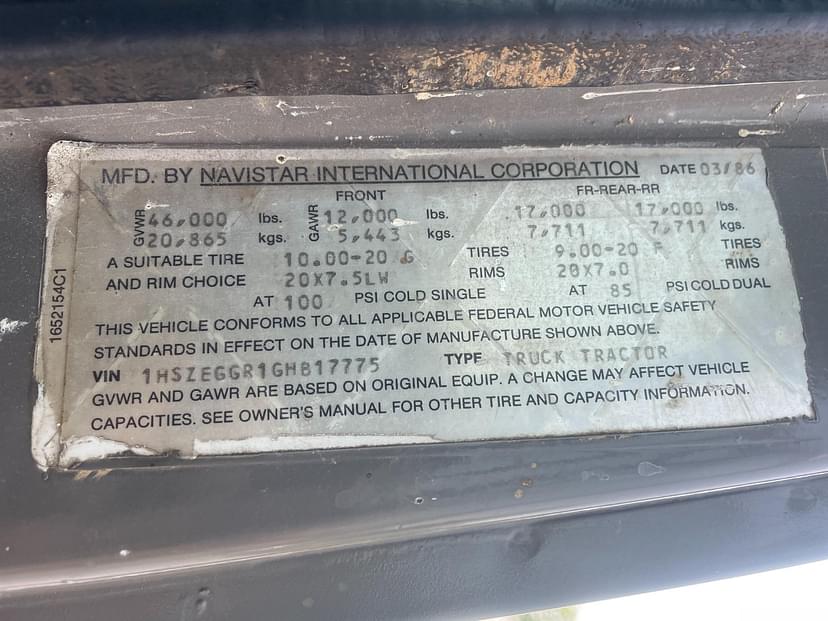 MFD. BY NAVISTAR INTERNATIONAL CORPORATION DATE 03/86
FRONT FR-REAR-RR
GVWR 46,000 lbs. GAWR 12,000 lbs. 17,000 17,000 lbs.
20,865 kgs. 5,443 kgs. 7,711 7,711 kgs.
A SUITABLE TIRE 10.00-20 G TIRES 9.00-20 F TIRES
AND RIM CHOICE 20X7.5LW RIMS 20X7.0 RIMS
AT 100 PSI COLD SINGLE AT 85 PSI COLD DUAL
THIS VEHICLE CONFORMS TO ALL APPLICABLE FEDERAL MOTOR VEHICLE SAFETY
STANDARDS IN EFFECT ON THE DATE OF MANUFACTURE SHOWN ABOVE.
VIN 1HSZEGGR1GHB17775 TYPE TRUCK TRACTOR
GVWR AND GAWR ARE BASED ON ORIGINAL EQUIP. A CHANGE MAY AFFECT VEHICLE
CAPACITIES. SEE OWNER'S MANUAL FOR OTHER TIRE AND CAPACITY INFORMATION.
1652154C1